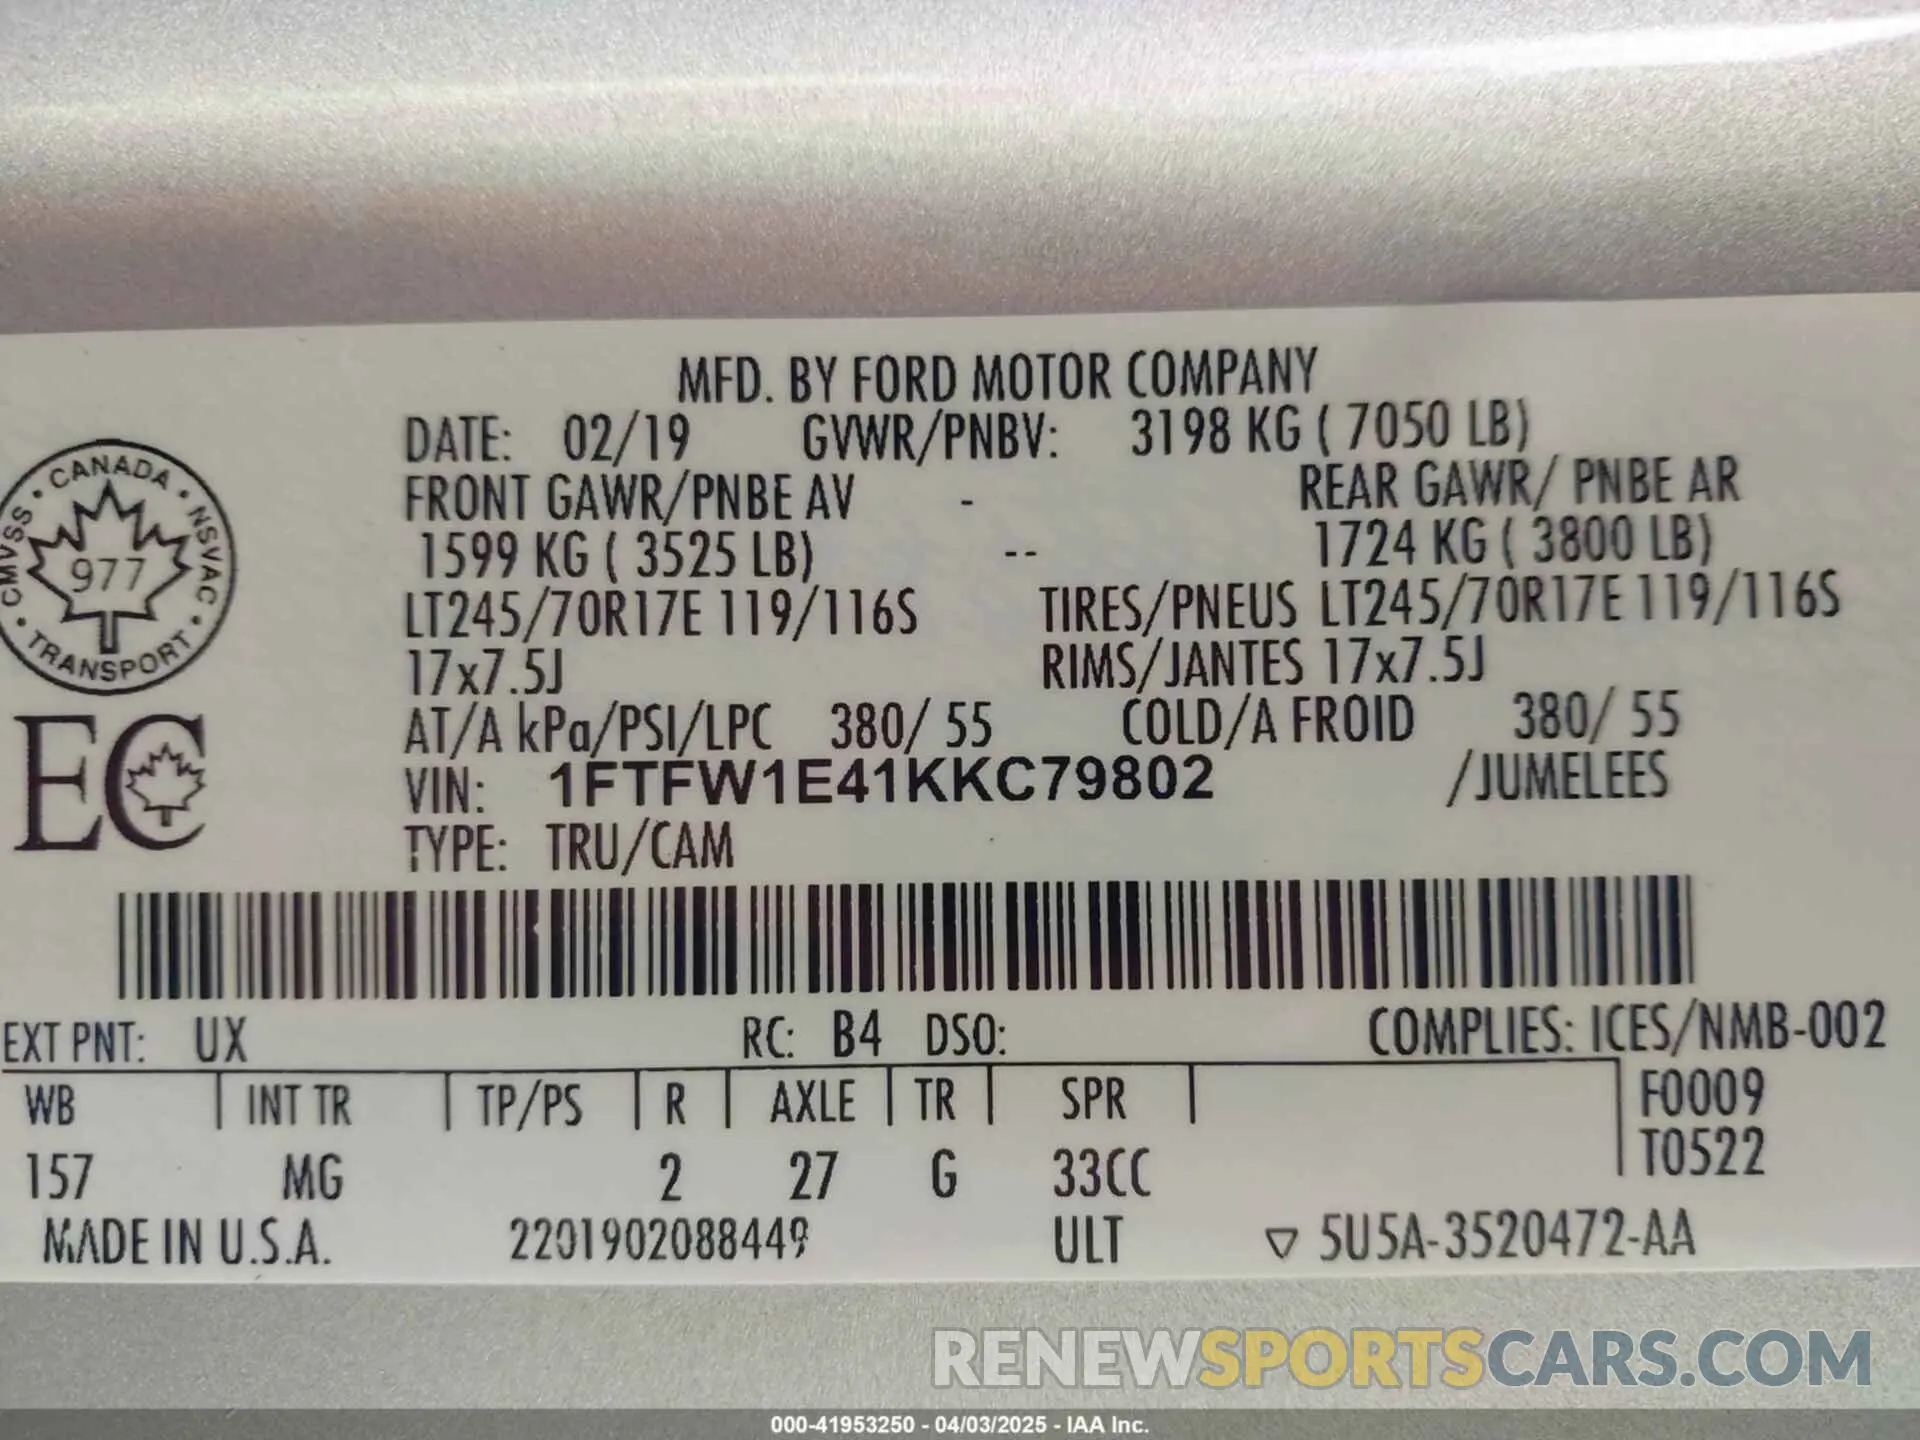 MFD. BY FORD MOTOR COMPANY
DATE: 02/19 GVWR/PNBV: 3198 KG ( 7050 LB)
FRONT GAWR/PNBE AV - REAR GAWR/ PNBE AR
1599 KG ( 3525 LB) -- 1724 KG ( 3800 LB)
LT245/70R17E 119/116S TIRES/PNEUS LT245/70R17E 119/116S
17x7.5J RIMS/JANTES 17x7.5J
AT/A kPa/PSI/LPC 380/ 55 COLD/A FROID 380/ 55
VIN: 1FTFW1E41KKC79802 /JUMELEES
TYPE: TRU/CAM
CANADA
CMVSS • NSVAC
977
TRANSPORT
EC
EXT PNT: UX RC: B4 DSO: COMPLIES: ICES/NMB-002
WB INT TR TP/PS R AXLE TR SPR F0009
T0522
157 MG 2 27 G 33CC
MADE IN U.S.A. 2201902088449 ULT ▽ 5U5A-3520472-AA
RENEWSPORTSCARS.COM
000-41953250 - 04/03/2025 - IAA Inc.